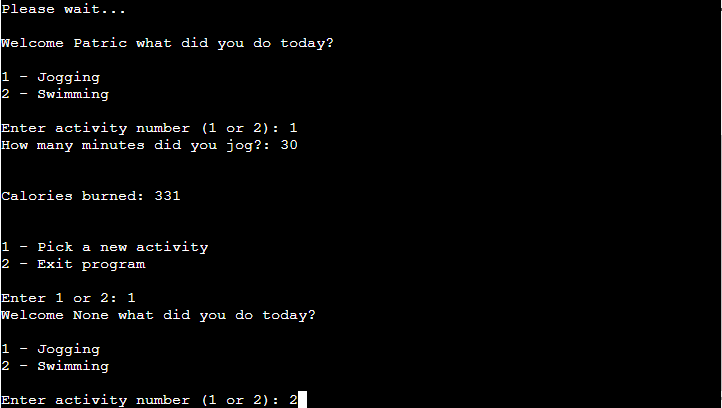 Please wait...
Welcome Patric what did you do today?
1 - Jogging
2 - Swimming
Enter activity number (1 or 2): 1
How many minutes did you jog?: 30
Calories burned: 331
1 - Pick a new activity
2 - Exit program
Enter 1 or 2: 1
Welcome None what did you do today?
1 - Jogging
2 - Swimming
Enter activity number (1 or 2): 2